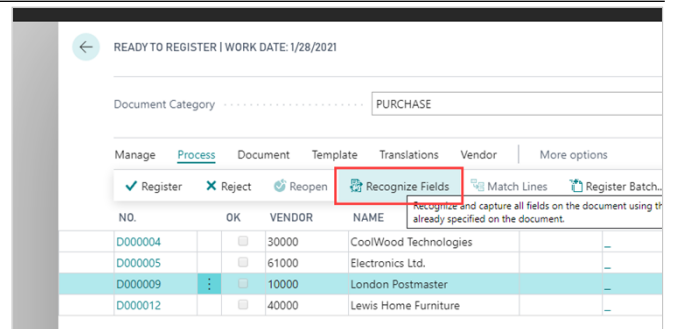 READY TO REGISTER | WORK DATE: 1/28/2021
Document Category PURCHASE
Manage Process Document Template Translations Vendor More options
Register Reject Reopen Recognize Fields Match Lines Register Batch...
Recognize and capture all fields on the document using
already specified on the document.
NO. OK VENDOR NAME
D000004 30000 CoolWood Technologies _
D000005 61000 Electronics Ltd. _
D000009 10000 London Postmaster _
D000012 40000 Lewis Home Furniture _